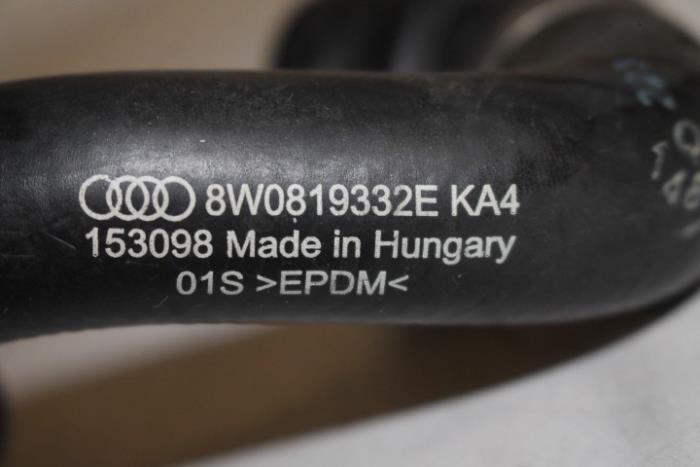 8W0819332E KA4
153098 Made in Hungary
01S >EPDM<